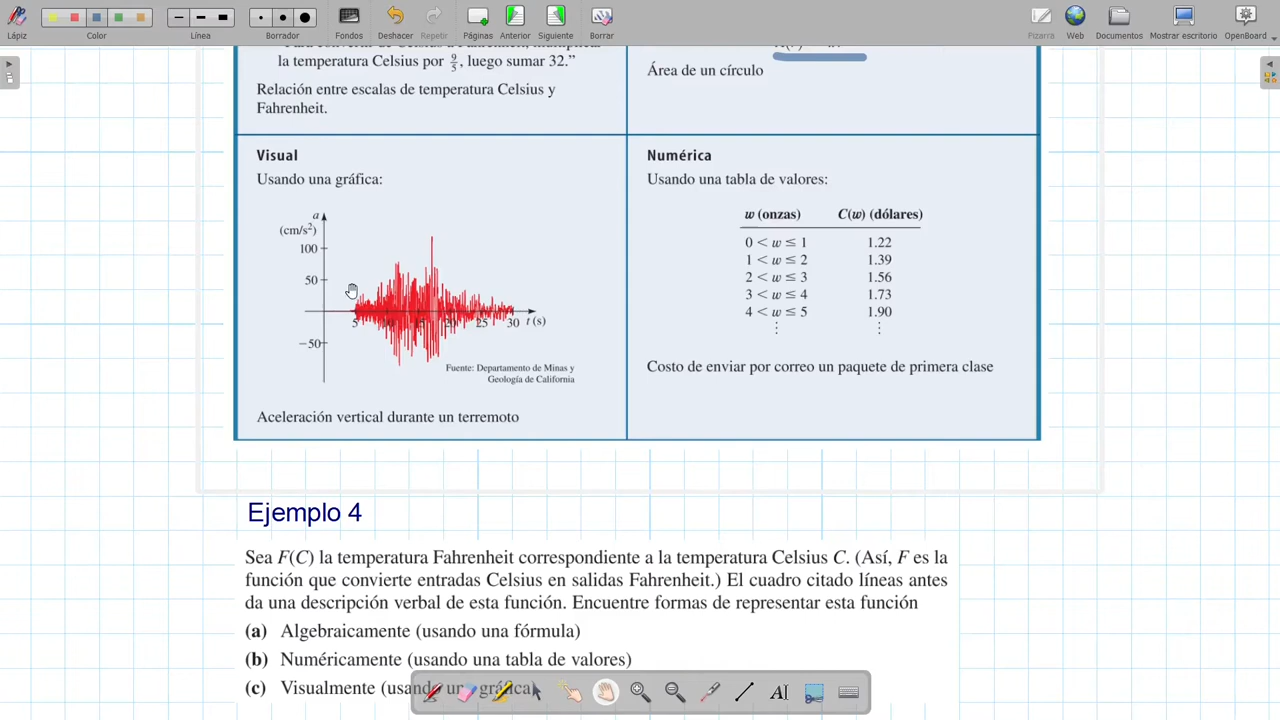 Lápiz
Color
Línea
Borrador
Fondos
Deshacer
Repetir
Páginas
Anterior
Siguiente
Borrar
Pizarra
Web
Documentos
Mostrar escritorio
OpenBoard
la temperatura Celsius por 9/5, luego sumar 32.”
Relación entre escalas de temperatura Celsius y
Fahrenheit.
Área de un círculo
Visual
Usando una gráfica:
a
(cm/s²)
100
50
−50
5 10 15 20 25 30 t (s)
Fuente: Departamento de Minas y
Geología de California
Aceleración vertical durante un terremoto
Numérica
Usando una tabla de valores:
w (onzas) C(w) (dólares)
0 < w ≤ 1 1.22
1 < w ≤ 2 1.39
2 < w ≤ 3 1.56
3 < w ≤ 4 1.73
4 < w ≤ 5 1.90
⋮ ⋮
Costo de enviar por correo un paquete de primera clase
Ejemplo 4
Sea F(C) la temperatura Fahrenheit correspondiente a la temperatura Celsius C. (Así, F es la
función que convierte entradas Celsius en salidas Fahrenheit.) El cuadro citado líneas antes
da una descripción verbal de esta función. Encuentre formas de representar esta función
(a) Algebraicamente (usando una fórmula)
(b) Numéricamente (usando una tabla de valores)
(c) Visualmente (usando una gráfica)